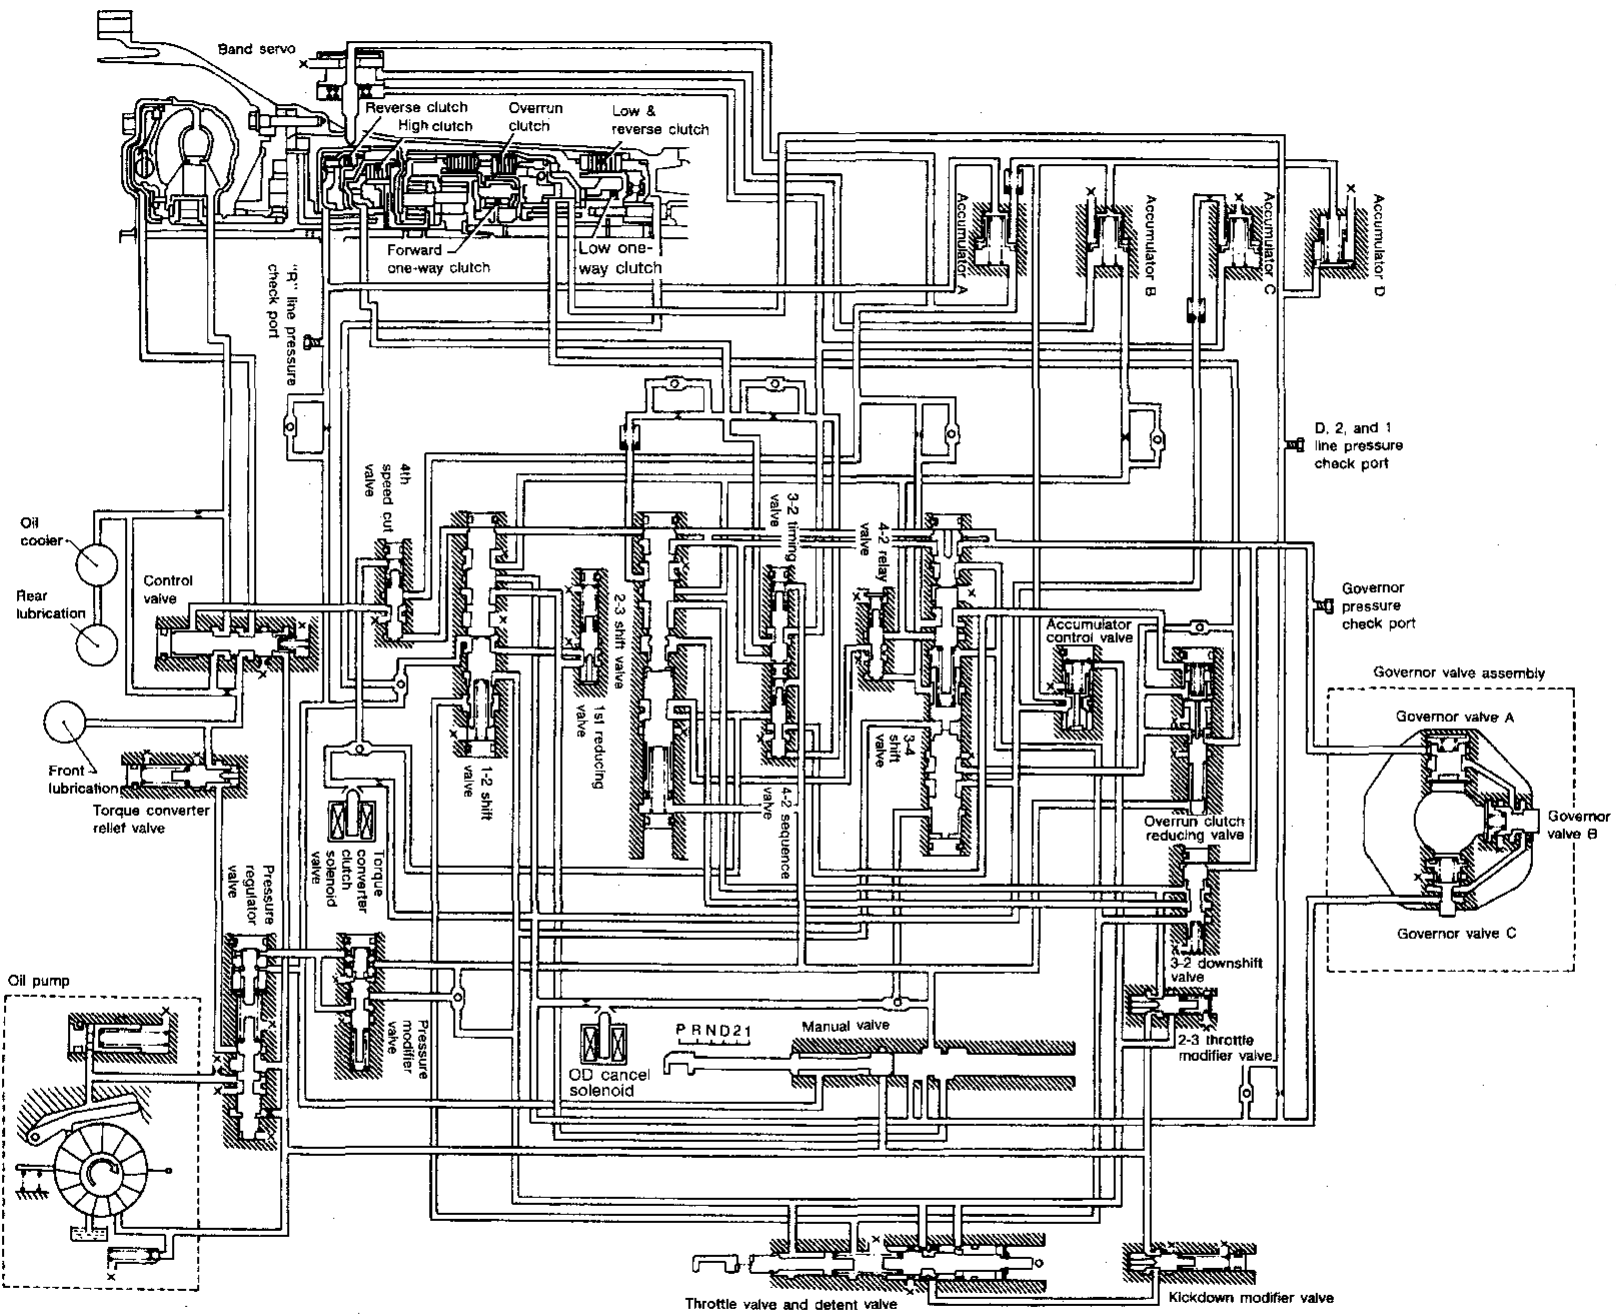 Band servo
Reverse clutch
High clutch
Overrun
clutch
Low &
reverse clutch
Forward
one-way clutch
Low one-
way clutch
"R" line pressure
check port
Accumulator A
Accumulator B
Accumulator C
Accumulator D
D, 2, and 1
line pressure
check port
4th
speed cut
valve
Oil
cooler
Control
valve
Rear
lubrication
Front
lubrication
Torque converter
relief valve
1-2 shift
valve
1st reducing
valve
2-3 shift valve
3-2 timing
valve
4-2 relay
valve
3-4
shift
valve
4-2 sequence
valve
Accumulator
control valve
Governor
pressure
check port
Governor valve assembly
Governor valve A
Governor
valve B
Governor valve C
Overrun clutch
reducing valve
3-2 downshift
valve
2-3 throttle
modifier valve
Torque
converter
clutch
solenoid
valve
Pressure
regulator
valve
Pressure
modifier
valve
Oil pump
OD cancel
solenoid
P R N D 2 1
Manual valve
Throttle valve and detent valve
Kickdown modifier valve